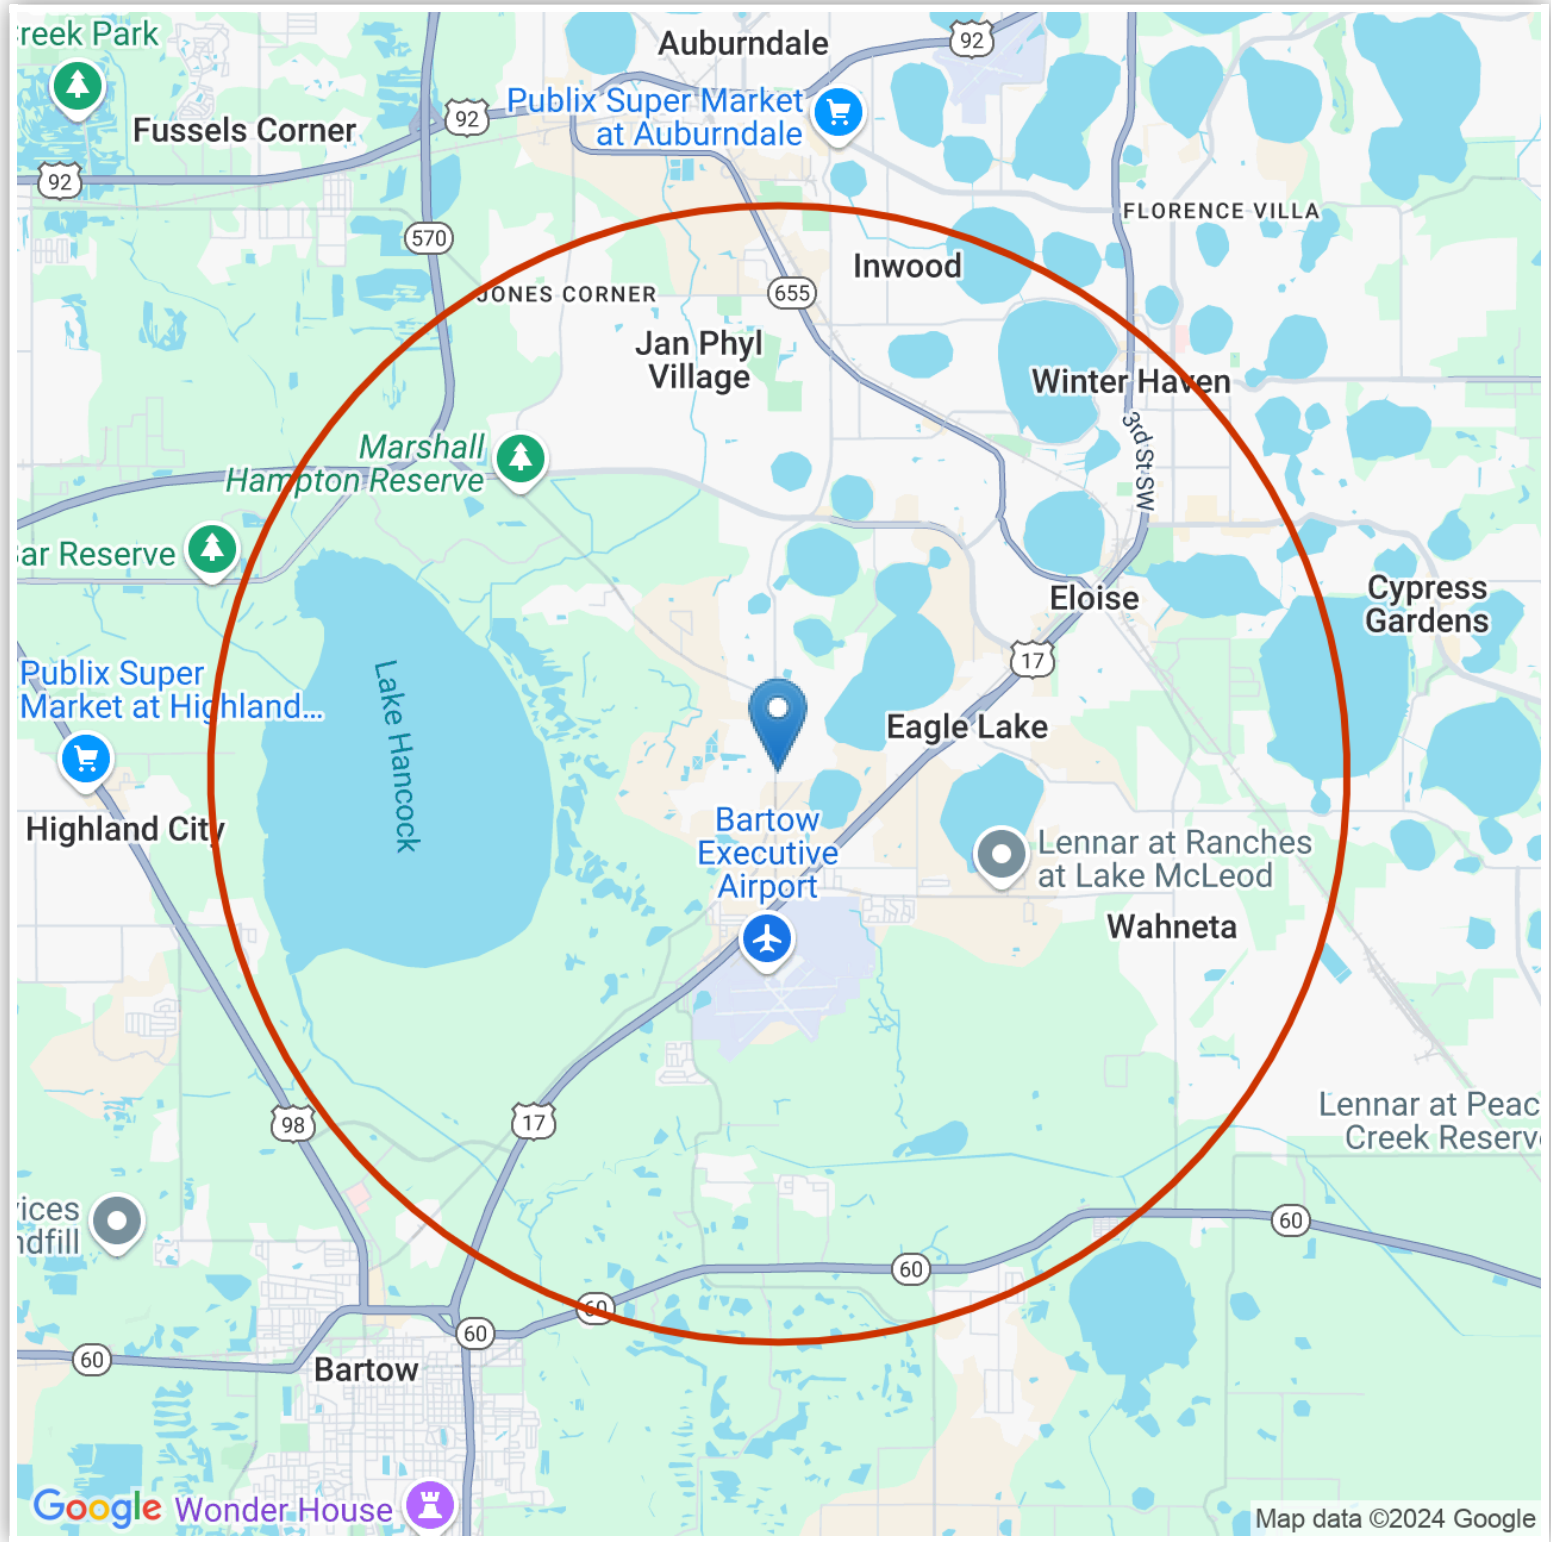 reek Park
Auburndale
92
Publix Super Market
at Auburndale
92
Fussels Corner
92
FLORENCE VILLA
570
Inwood
JONES CORNER
655
Jan Phyl
Village
Winter Haven
3rd St SW
Marshall
Hampton Reserve
ar Reserve
Cypress
Gardens
Eloise
17
Publix Super
Market at Highland...
Lake Hancock
Eagle Lake
Highland City
Bartow
Executive
Airport
Lennar at Ranches
at Lake McLeod
Wahneta
98
17
Lennar at Peac
Creek Reserv
ices
ndfill
60
60
60
60
60
Bartow
Google
Wonder House
Map data ©2024 Google